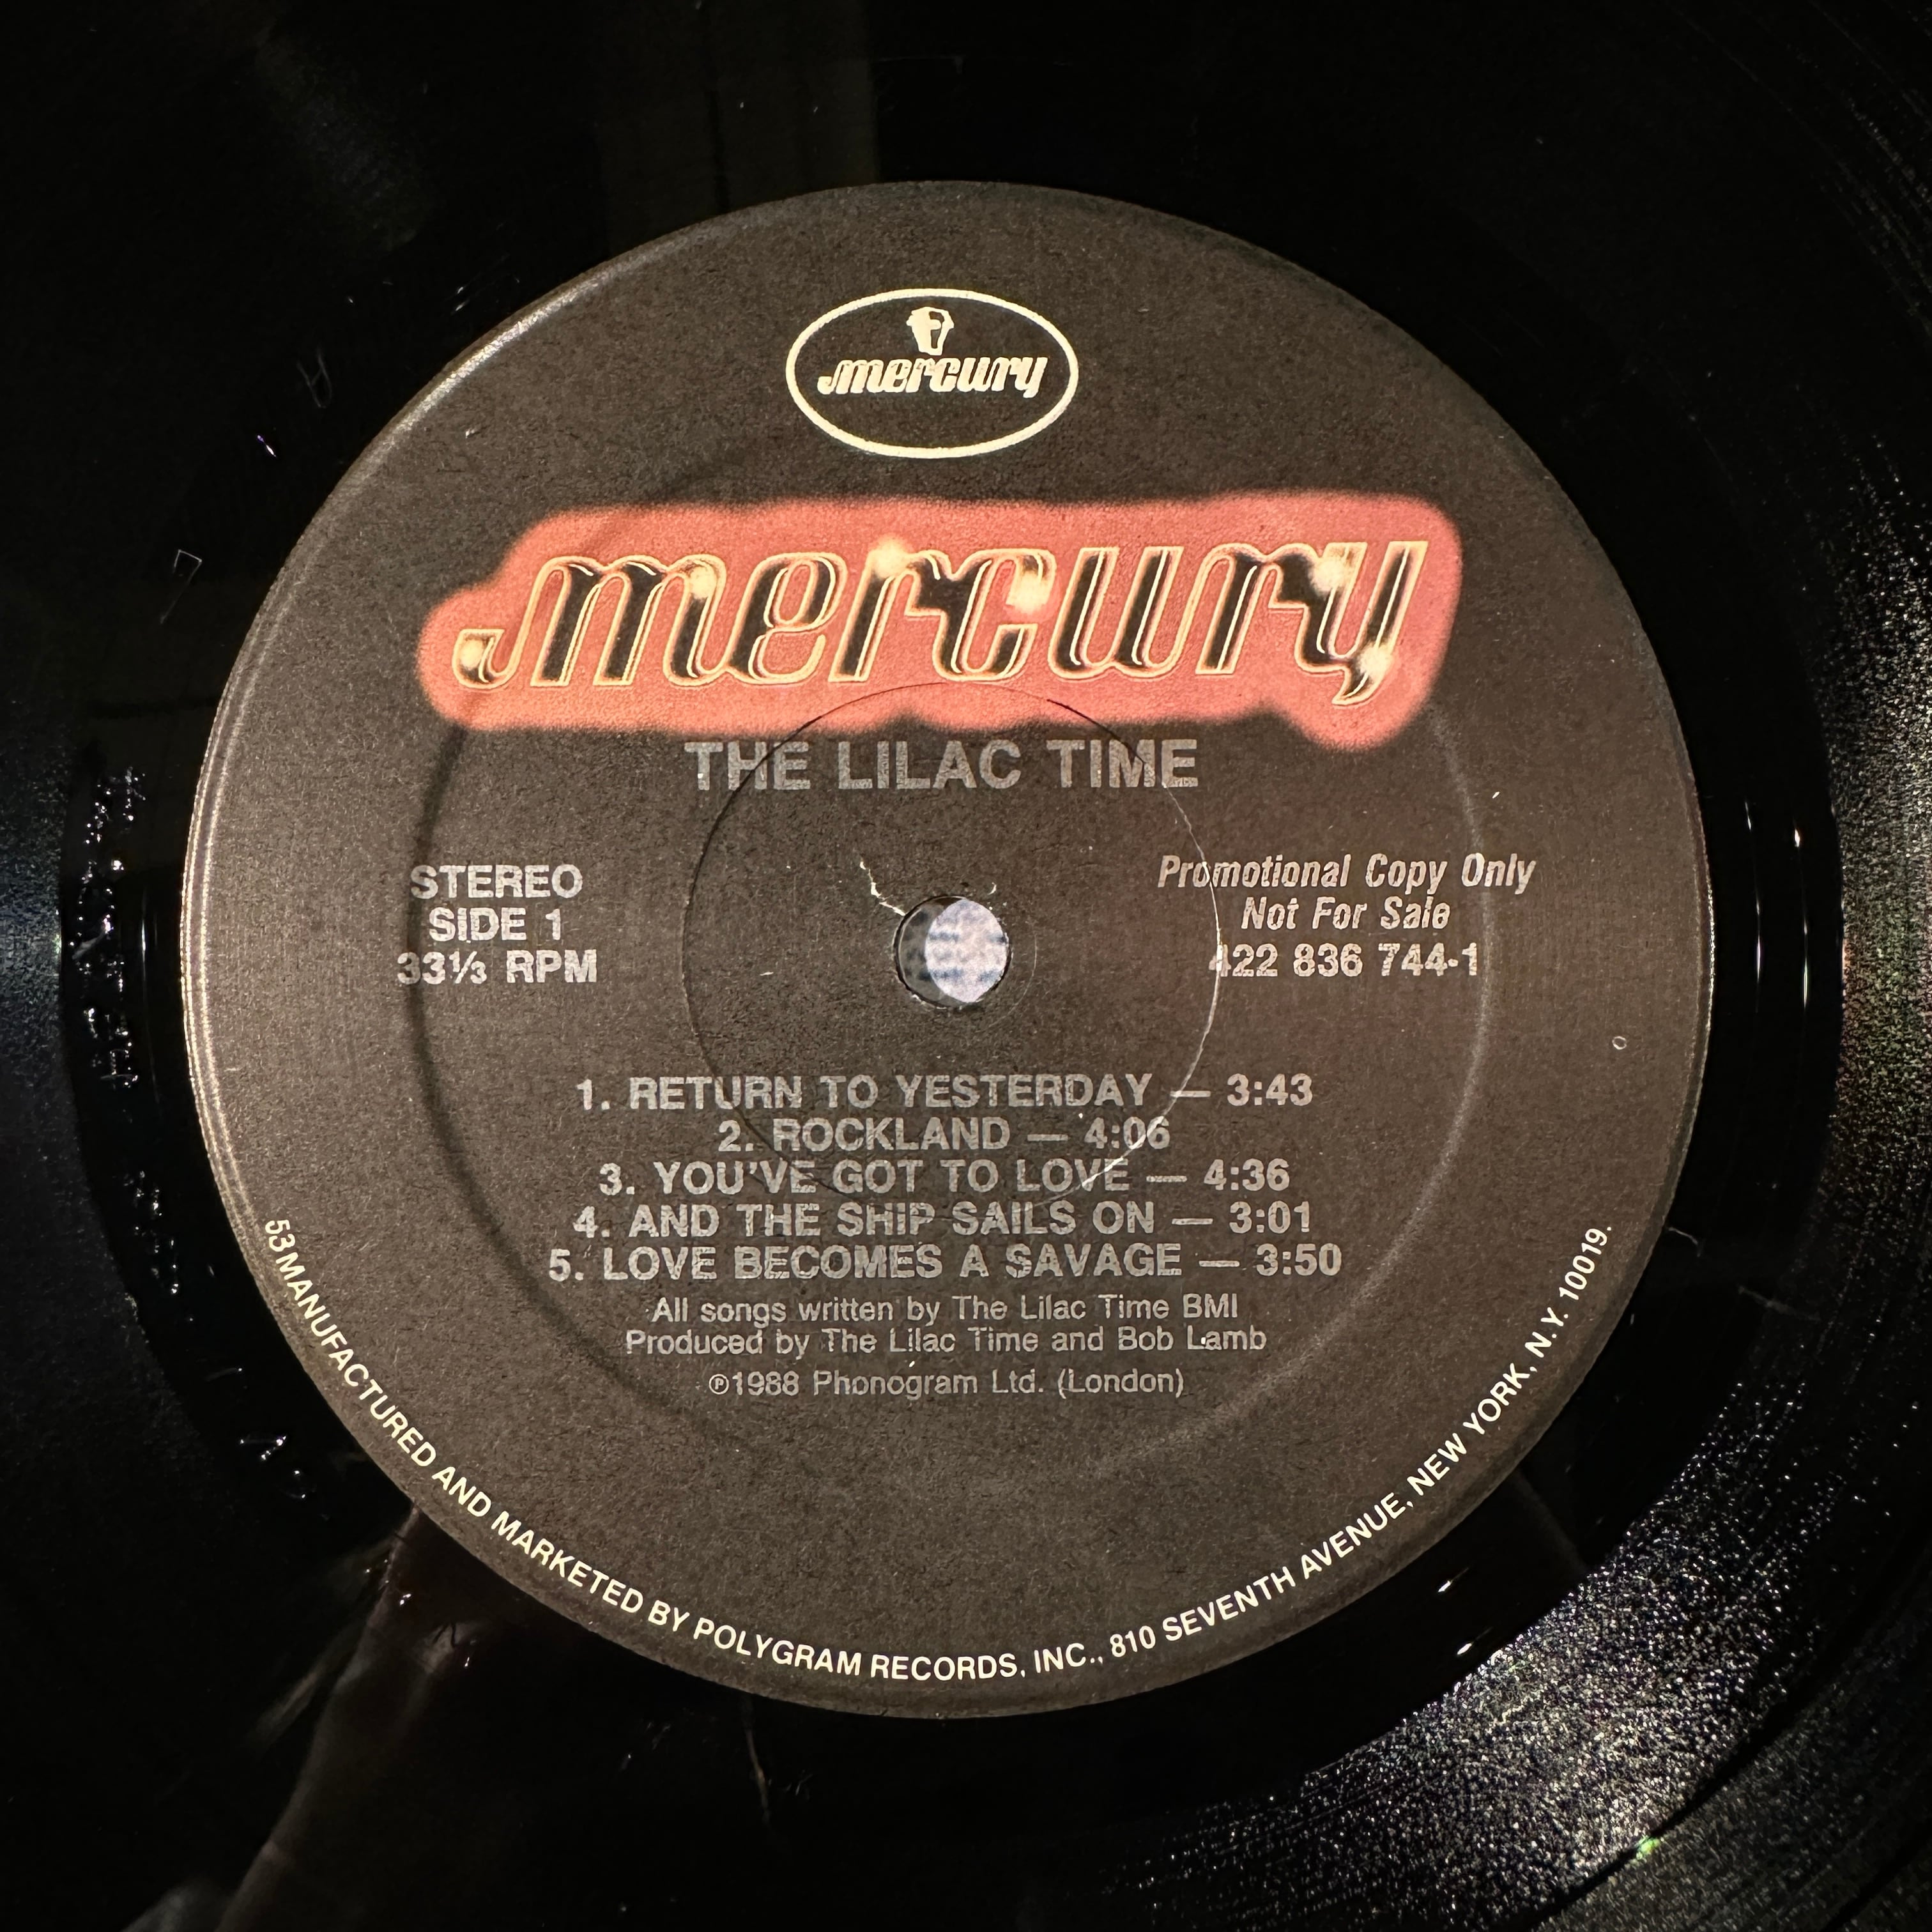 mercury
mercury
THE LILAC TIME
STEREO
SIDE 1
33⅓ RPM
Promotional Copy Only
Not For Sale
422 836 744-1
1. RETURN TO YESTERDAY — 3:43
2. ROCKLAND — 4:06
3. YOU'VE GOT TO LOVE — 4:36
4. AND THE SHIP SAILS ON — 3:01
5. LOVE BECOMES A SAVAGE — 3:50
All songs written by The Lilac Time BMI
Produced by The Lilac Time and Bob Lamb
℗1988 Phonogram Ltd. (London)
53 MANUFACTURED AND MARKETED BY POLYGRAM RECORDS, INC., 810 SEVENTH AVENUE, NEW YORK, N.Y. 10019.